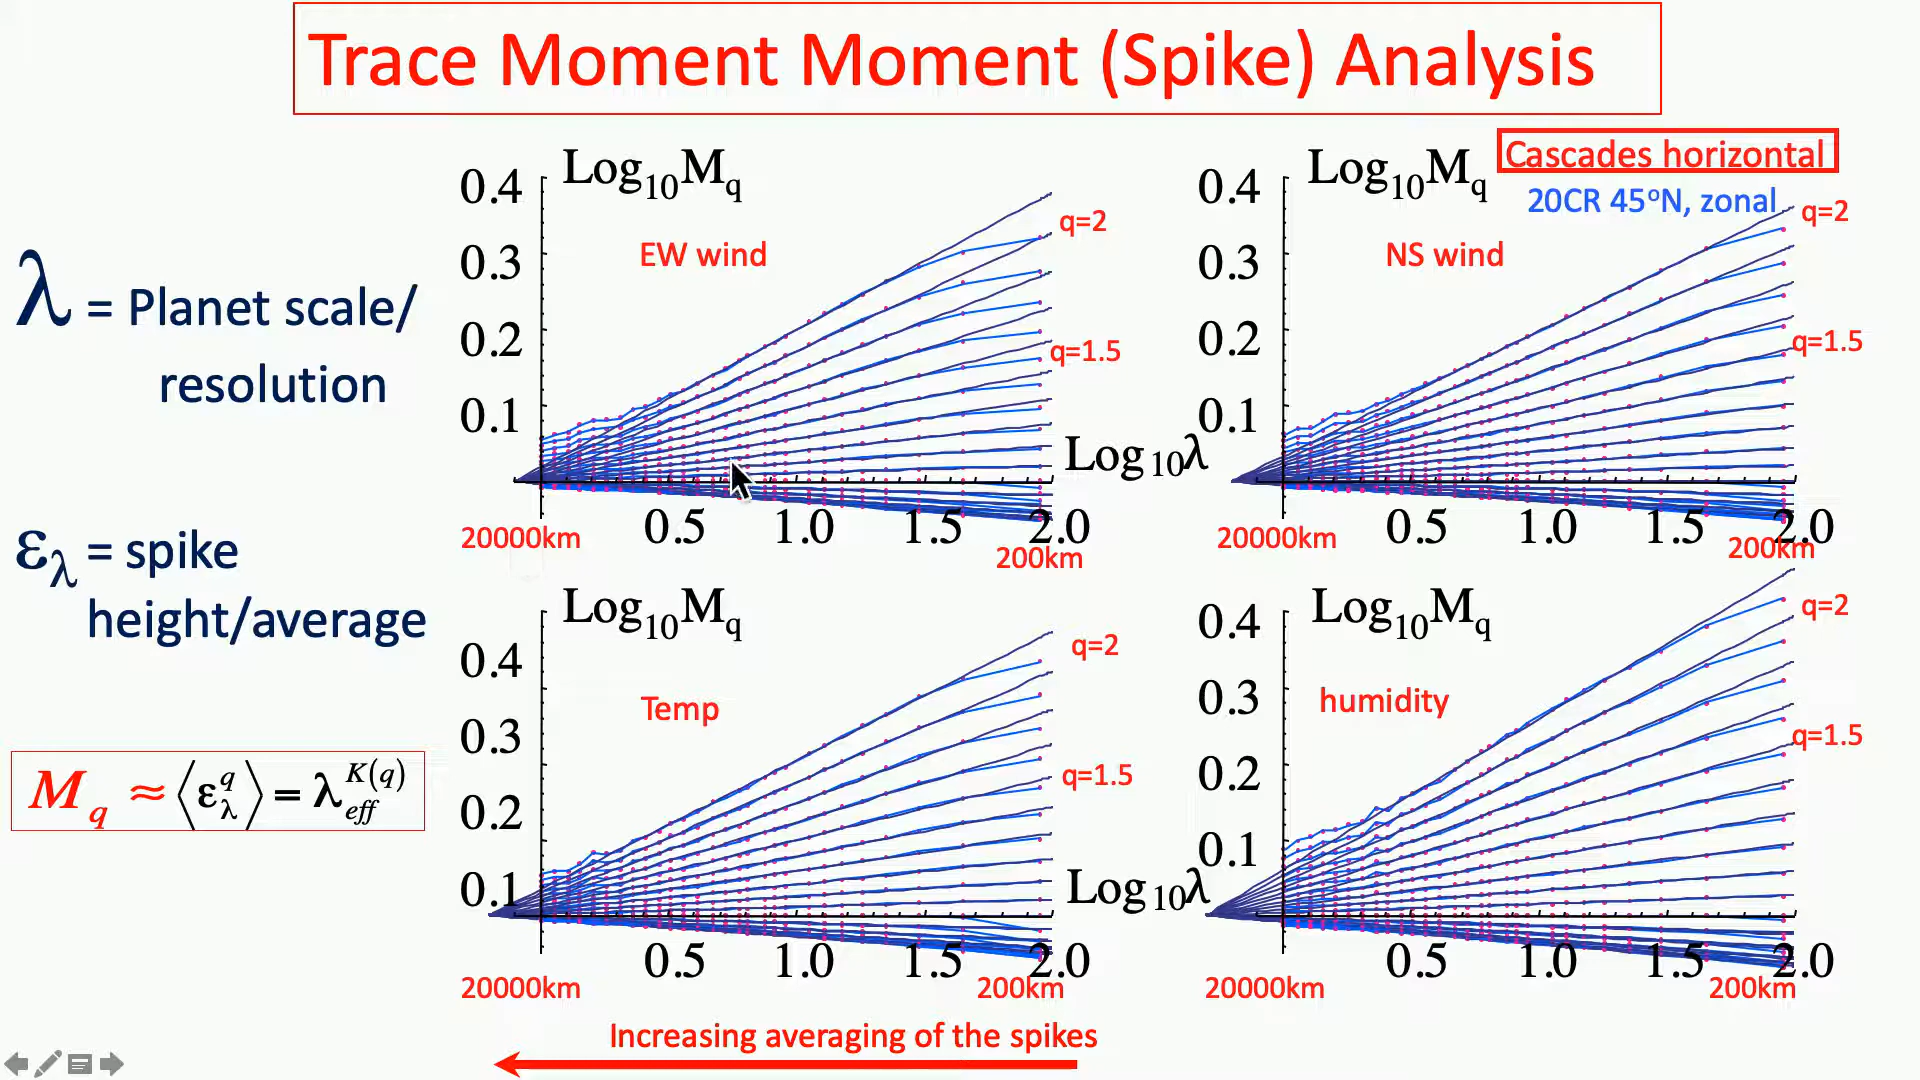 Trace Moment Moment (Spike) Analysis
λ = Planet scale/
resolution
ελ = spike
height/average
Mq ≈ ⟨ελ^q⟩ = λeff^K(q)
Log10Mq
0.4
0.3
0.2
0.1
EW wind
q=2
q=1.5
Log10λ
0.5 1.0 1.5 2.0
20000km
200km
Log10Mq
Cascades horizontal
20CR 45oN, zonal
0.4
0.3
0.2
0.1
NS wind
q=2
q=1.5
0.5 1.0 1.5 2.0
20000km
200km
Log10Mq
0.4
0.3
0.2
0.1
Temp
q=2
q=1.5
Log10λ
0.5 1.0 1.5 2.0
20000km
200km
Log10Mq
0.4
0.3
0.2
0.1
humidity
q=2
q=1.5
0.5 1.0 1.5 2.0
20000km
200km
Increasing averaging of the spikes